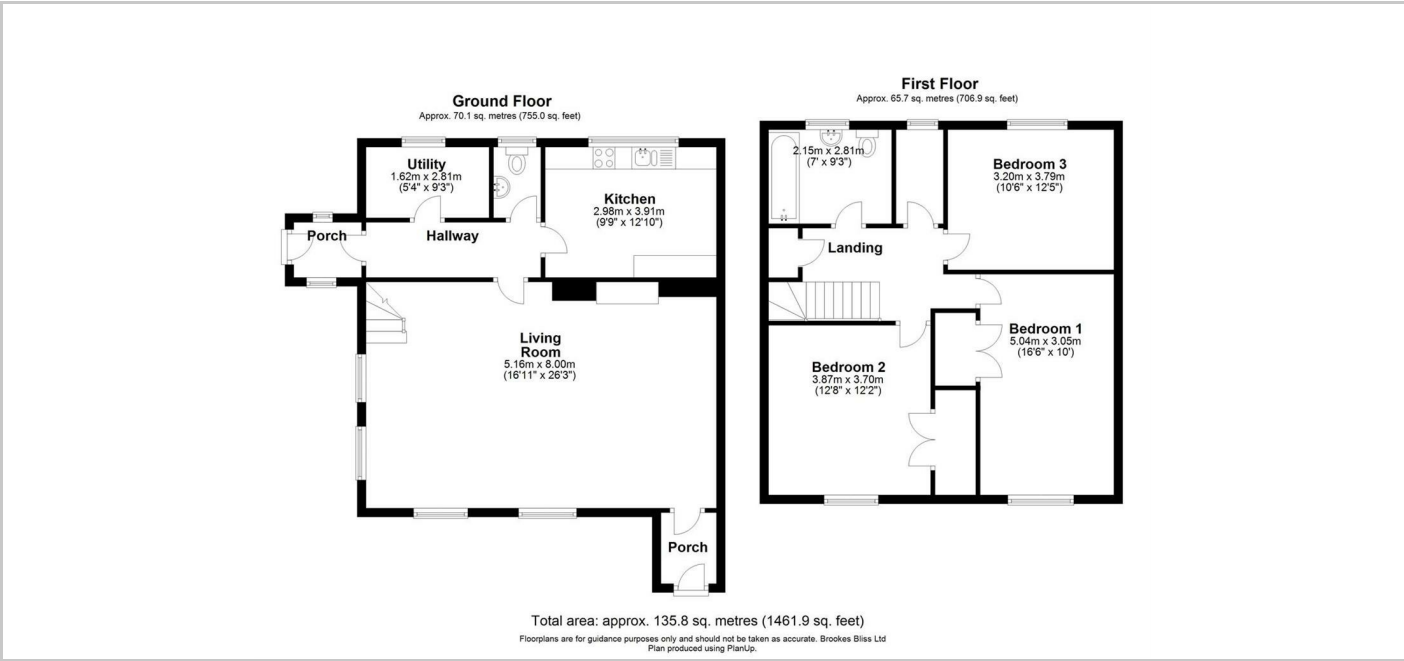 Ground Floor
Approx. 70.1 sq. metres (755.0 sq. feet)
Utility
1.62m x 2.81m
(5'4" x 9'3")
Kitchen
2.98m x 3.91m
(9'9" x 12'10")
Porch
Hallway
Living
Room
5.16m x 8.00m
(16'11" x 26'3")
Porch
First Floor
Approx. 65.7 sq. metres (706.9 sq. feet)
2.15m x 2.81m
(7' x 9'3")
Bedroom 3
3.20m x 3.79m
(10'6" x 12'5")
Landing
Bedroom 1
5.04m x 3.05m
(16'6" x 10')
Bedroom 2
3.87m x 3.70m
(12'8" x 12'2")
Total area: approx. 135.8 sq. metres (1461.9 sq. feet)
Floorplans are for guidance purposes only and should not be taken as accurate. Brookes Bliss Ltd
Plan produced using PlanUp.